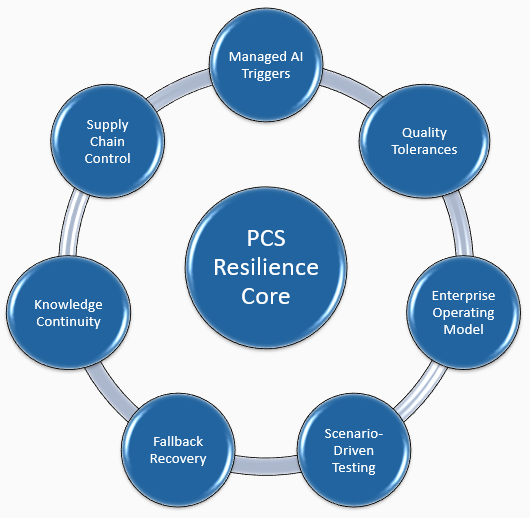 Managed AI
Triggers
Quality
Tolerances
Enterprise
Operating
Model
Scenario-
Driven
Testing
Fallback
Recovery
Knowledge
Continuity
Supply
Chain
Control
PCS
Resilience
Core